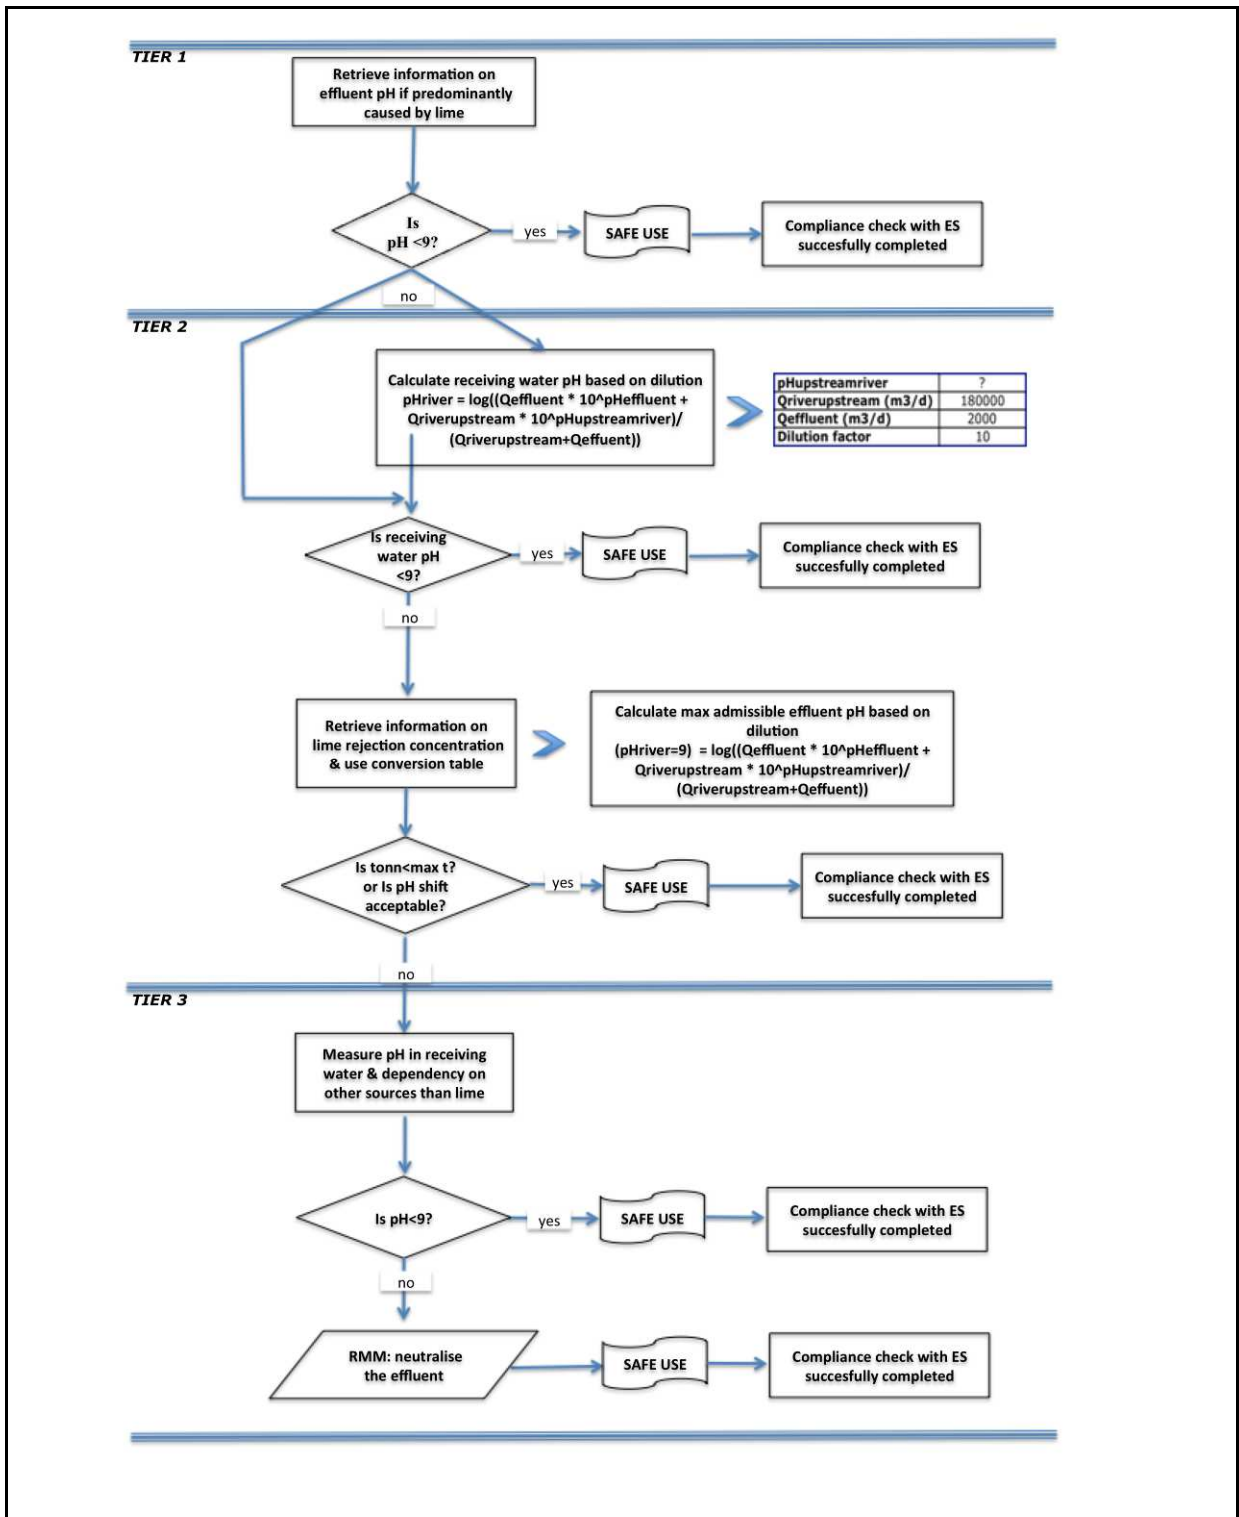 TIER 1
Retrieve information on
effluent pH if predominantly
caused by lime
Is
pH <9?
yes
SAFE USE
Compliance check with ES
succesfully completed
no
TIER 2
Calculate receiving water pH based on dilution
pHriver = log((Qeffluent * 10^pHeffluent +
Qriverupstream * 10^pHupstreamriver)/
(Qriverupstream+Qeffuent))
pHupstreamriver ?
Qriverupstream (m3/d) 180000
Qeffluent (m3/d) 2000
Dilution factor 10
Is receiving
water pH
<9?
yes
SAFE USE
Compliance check with ES
succesfully completed
no
Retrieve information on
lime rejection concentration
& use conversion table
Calculate max admissible effluent pH based on
dilution
(pHriver=9) = log((Qeffluent * 10^pHeffluent +
Qriverupstream * 10^pHupstreamriver)/
(Qriverupstream+Qeffuent))
Is tonn<max t?
or Is pH shift
acceptable?
yes
SAFE USE
Compliance check with ES
succesfully completed
no
TIER 3
Measure pH in receiving
water & dependency on
other sources than lime
Is pH<9?
yes
SAFE USE
Compliance check with ES
succesfully completed
no
RMM: neutralise
the effluent
SAFE USE
Compliance check with ES
succesfully completed